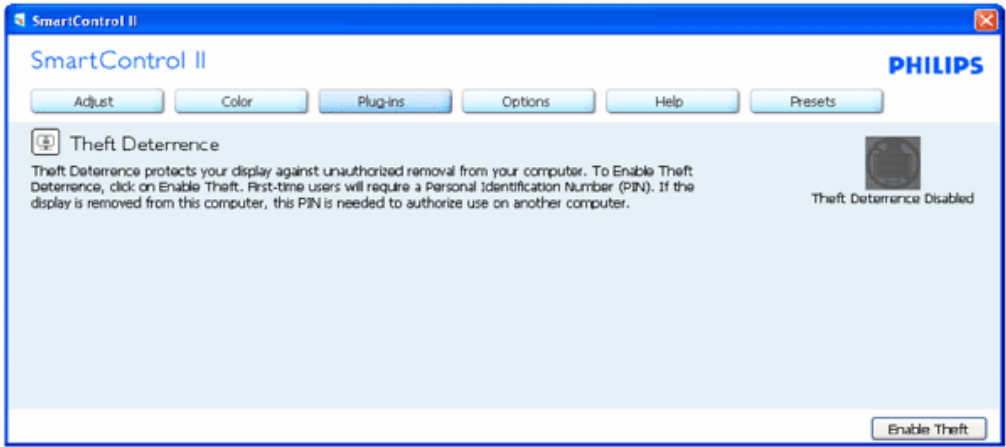 SmartControl II
SmartControl II
PHILIPS
Adjust
Color
Plug-ins
Options
Help
Presets
Theft Deterrence
Theft Deterrence protects your display against unauthorized removal from your computer. To Enable Theft
Deterrence, click on Enable Theft. First-time users will require a Personal Identification Number (PIN). If the
display is removed from this computer, this PIN is needed to authorize use on another computer.
Theft Deterrence Disabled
Enable Theft